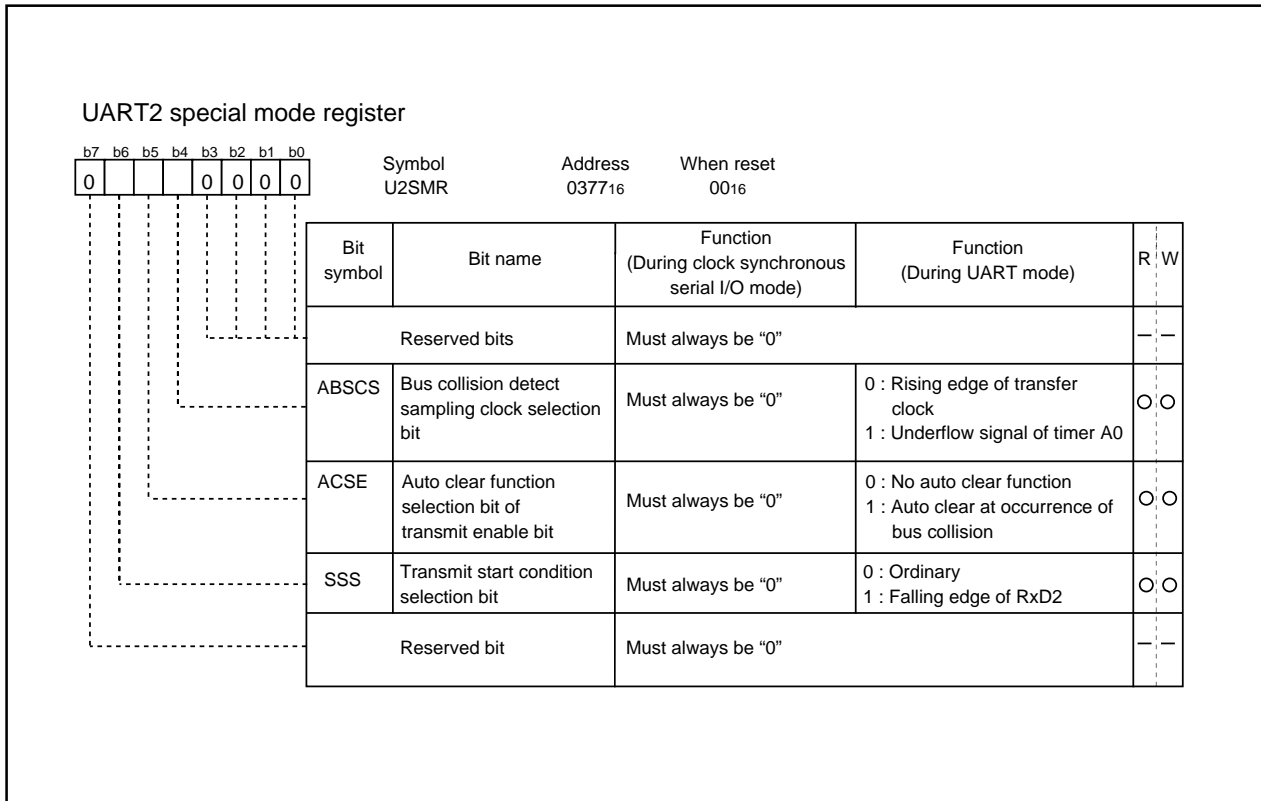 UART2 special mode register
b7 b6 b5 b4 b3 b2 b1 b0
0 0 0 0 0
Symbol Address When reset
U2SMR 037716 0016
Bit symbol
Bit name
Function
(During clock synchronous
serial I/O mode)
Function
(During UART mode)
R W
Reserved bits
Must always be “0”
– –
ABSCS
Bus collision detect
sampling clock selection
bit
Must always be “0”
0 : Rising edge of transfer
clock
1 : Underflow signal of timer A0
ACSE
Auto clear function
selection bit of
transmit enable bit
Must always be “0”
0 : No auto clear function
1 : Auto clear at occurrence of
bus collision
SSS
Transmit start condition
selection bit
Must always be “0”
0 : Ordinary
1 : Falling edge of RxD2
Reserved bit
Must always be “0”
– –